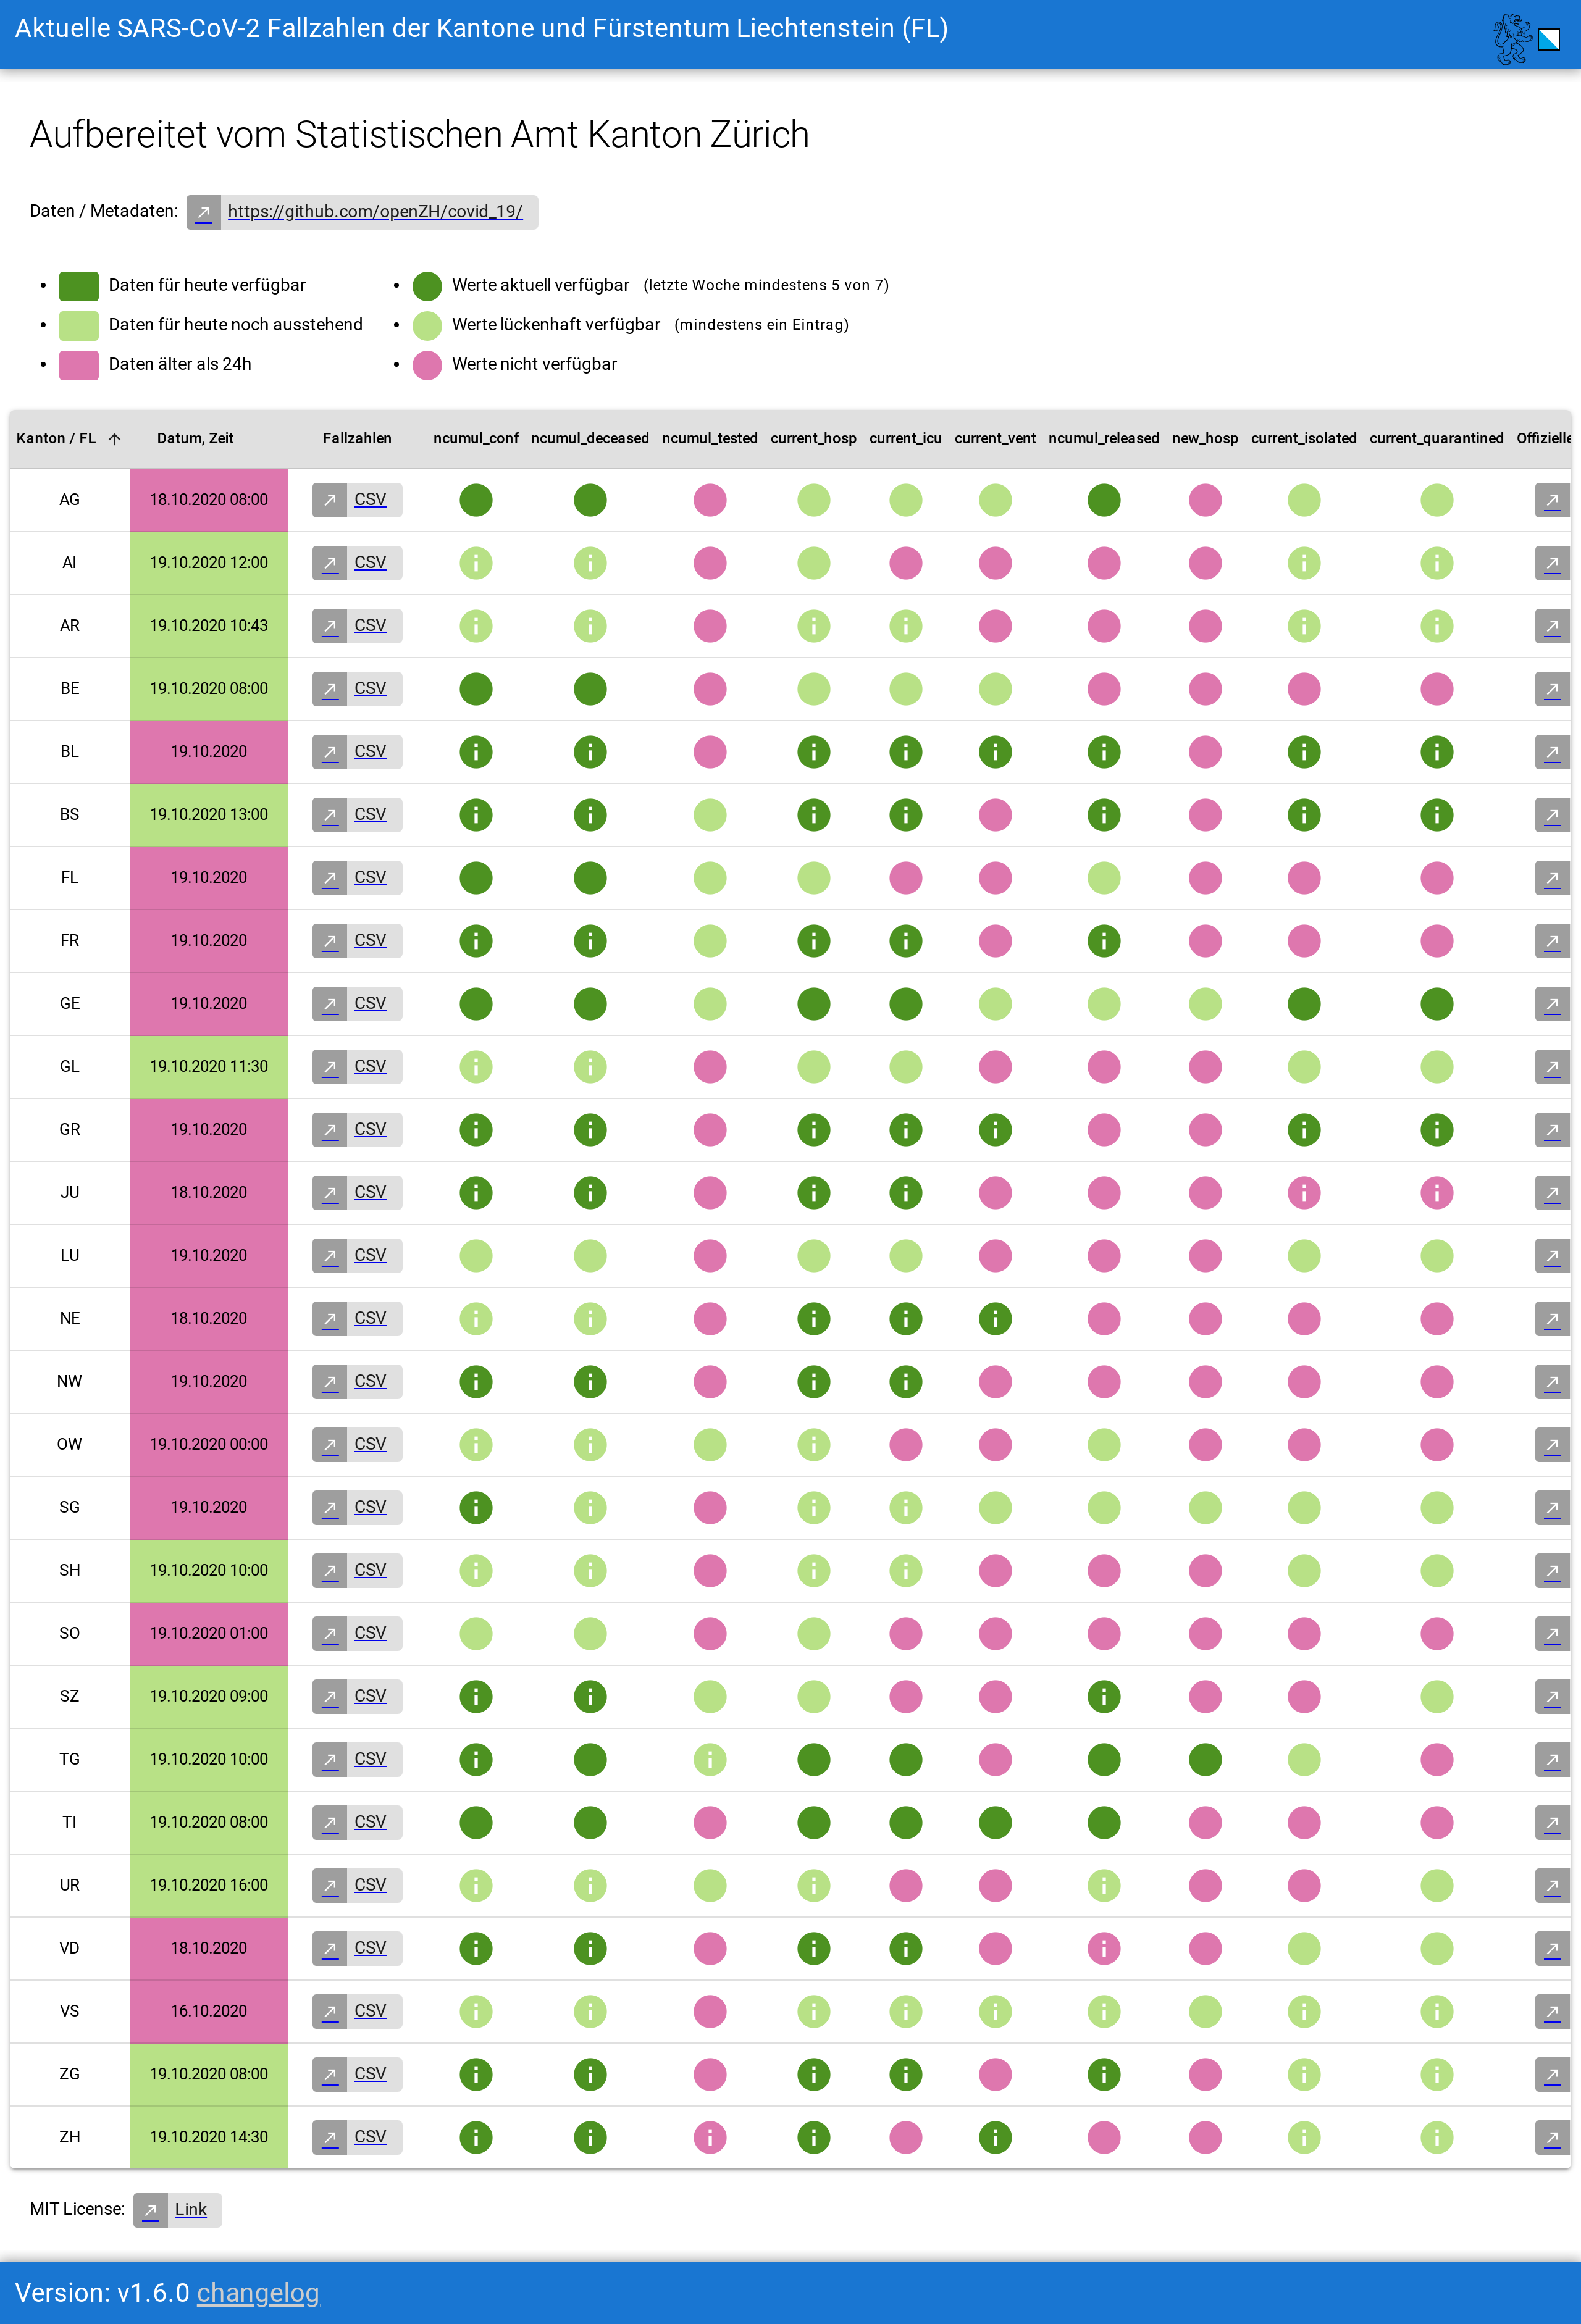 Aktuelle SARS-CoV-2 Fallzahlen der Kantone und Fürstentum Liechtenstein (FL)
Aufbereitet vom Statistischen Amt Kanton Zürich
Daten / Metadaten: https://github.com/openZH/covid_19/
Daten für heute verfügbar
Daten für heute noch ausstehend
Daten älter als 24h
Werte aktuell verfügbar (letzte Woche mindestens 5 von 7)
Werte lückenhaft verfügbar (mindestens ein Eintrag)
Werte nicht verfügbar
Kanton / FL Datum, Zeit Fallzahlen ncumul_conf ncumul_deceased ncumul_tested current_hosp current_icu current_vent ncumul_released new_hosp current_isolated current_quarantined Offizielle
AG 18.10.2020 08:00 CSV
AI 19.10.2020 12:00 CSV
AR 19.10.2020 10:43 CSV
BE 19.10.2020 08:00 CSV
BL 19.10.2020 CSV
BS 19.10.2020 13:00 CSV
FL 19.10.2020 CSV
FR 19.10.2020 CSV
GE 19.10.2020 CSV
GL 19.10.2020 11:30 CSV
GR 19.10.2020 CSV
JU 18.10.2020 CSV
LU 19.10.2020 CSV
NE 18.10.2020 CSV
NW 19.10.2020 CSV
OW 19.10.2020 00:00 CSV
SG 19.10.2020 CSV
SH 19.10.2020 10:00 CSV
SO 19.10.2020 01:00 CSV
SZ 19.10.2020 09:00 CSV
TG 19.10.2020 10:00 CSV
TI 19.10.2020 08:00 CSV
UR 19.10.2020 16:00 CSV
VD 18.10.2020 CSV
VS 16.10.2020 CSV
ZG 19.10.2020 08:00 CSV
ZH 19.10.2020 14:30 CSV
MIT License: Link
Version: v1.6.0 changelog